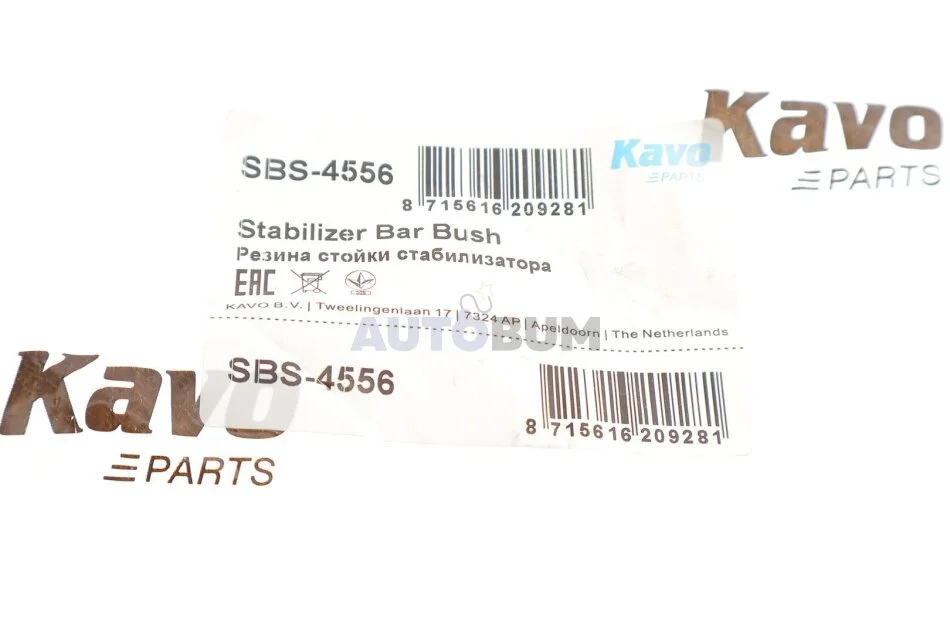 Kavo
PARTS
SBS-4556
8 715616 209281
Kavo
PARTS
Stabilizer Bar Bush
Резина стойки стабилизатора
EAC
KAVO B.V. | Tweelingenlaan 17 | 7324 AP | Apeldoorn | The Netherlands
AUTOBUM
SBS-4556
8 715616 209281
Kavo
PARTS